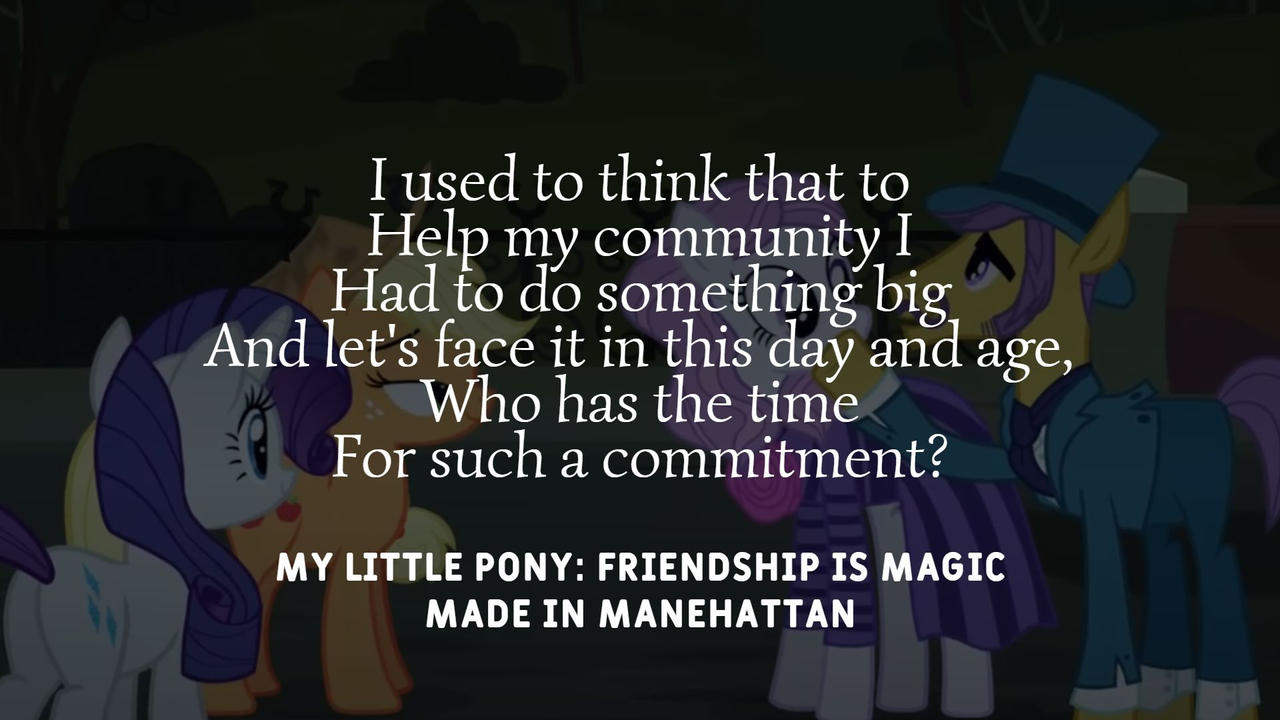 I used to think that to
Help my community I
Had to do something big
And let's face it in this day and age,
Who has the time
For such a commitment?
MY LITTLE PONY: FRIENDSHIP IS MAGIC
MADE IN MANEHATTAN